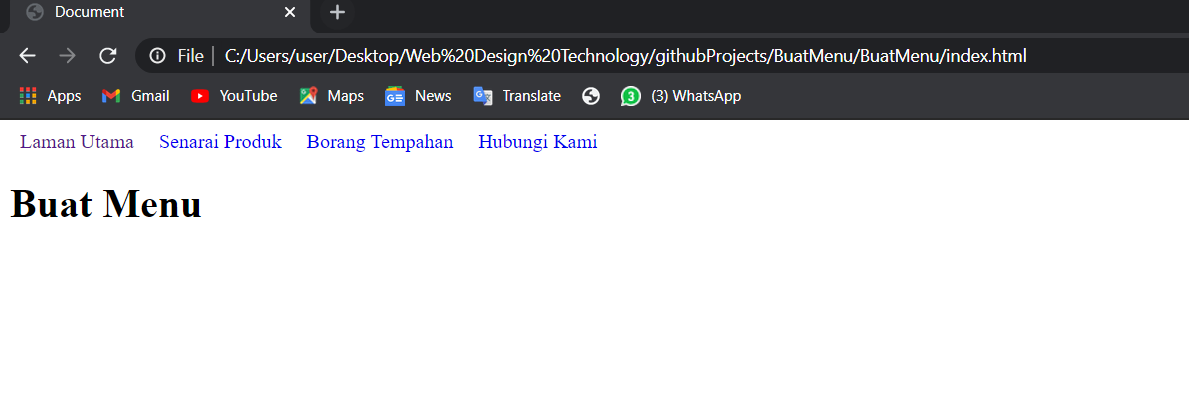 Document
File C:/Users/user/Desktop/Web%20Design%20Technology/githubProjects/BuatMenu/BuatMenu/index.html
Apps Gmail YouTube Maps News Translate 3 (3) WhatsApp
Laman Utama Senarai Produk Borang Tempahan Hubungi Kami
Buat Menu